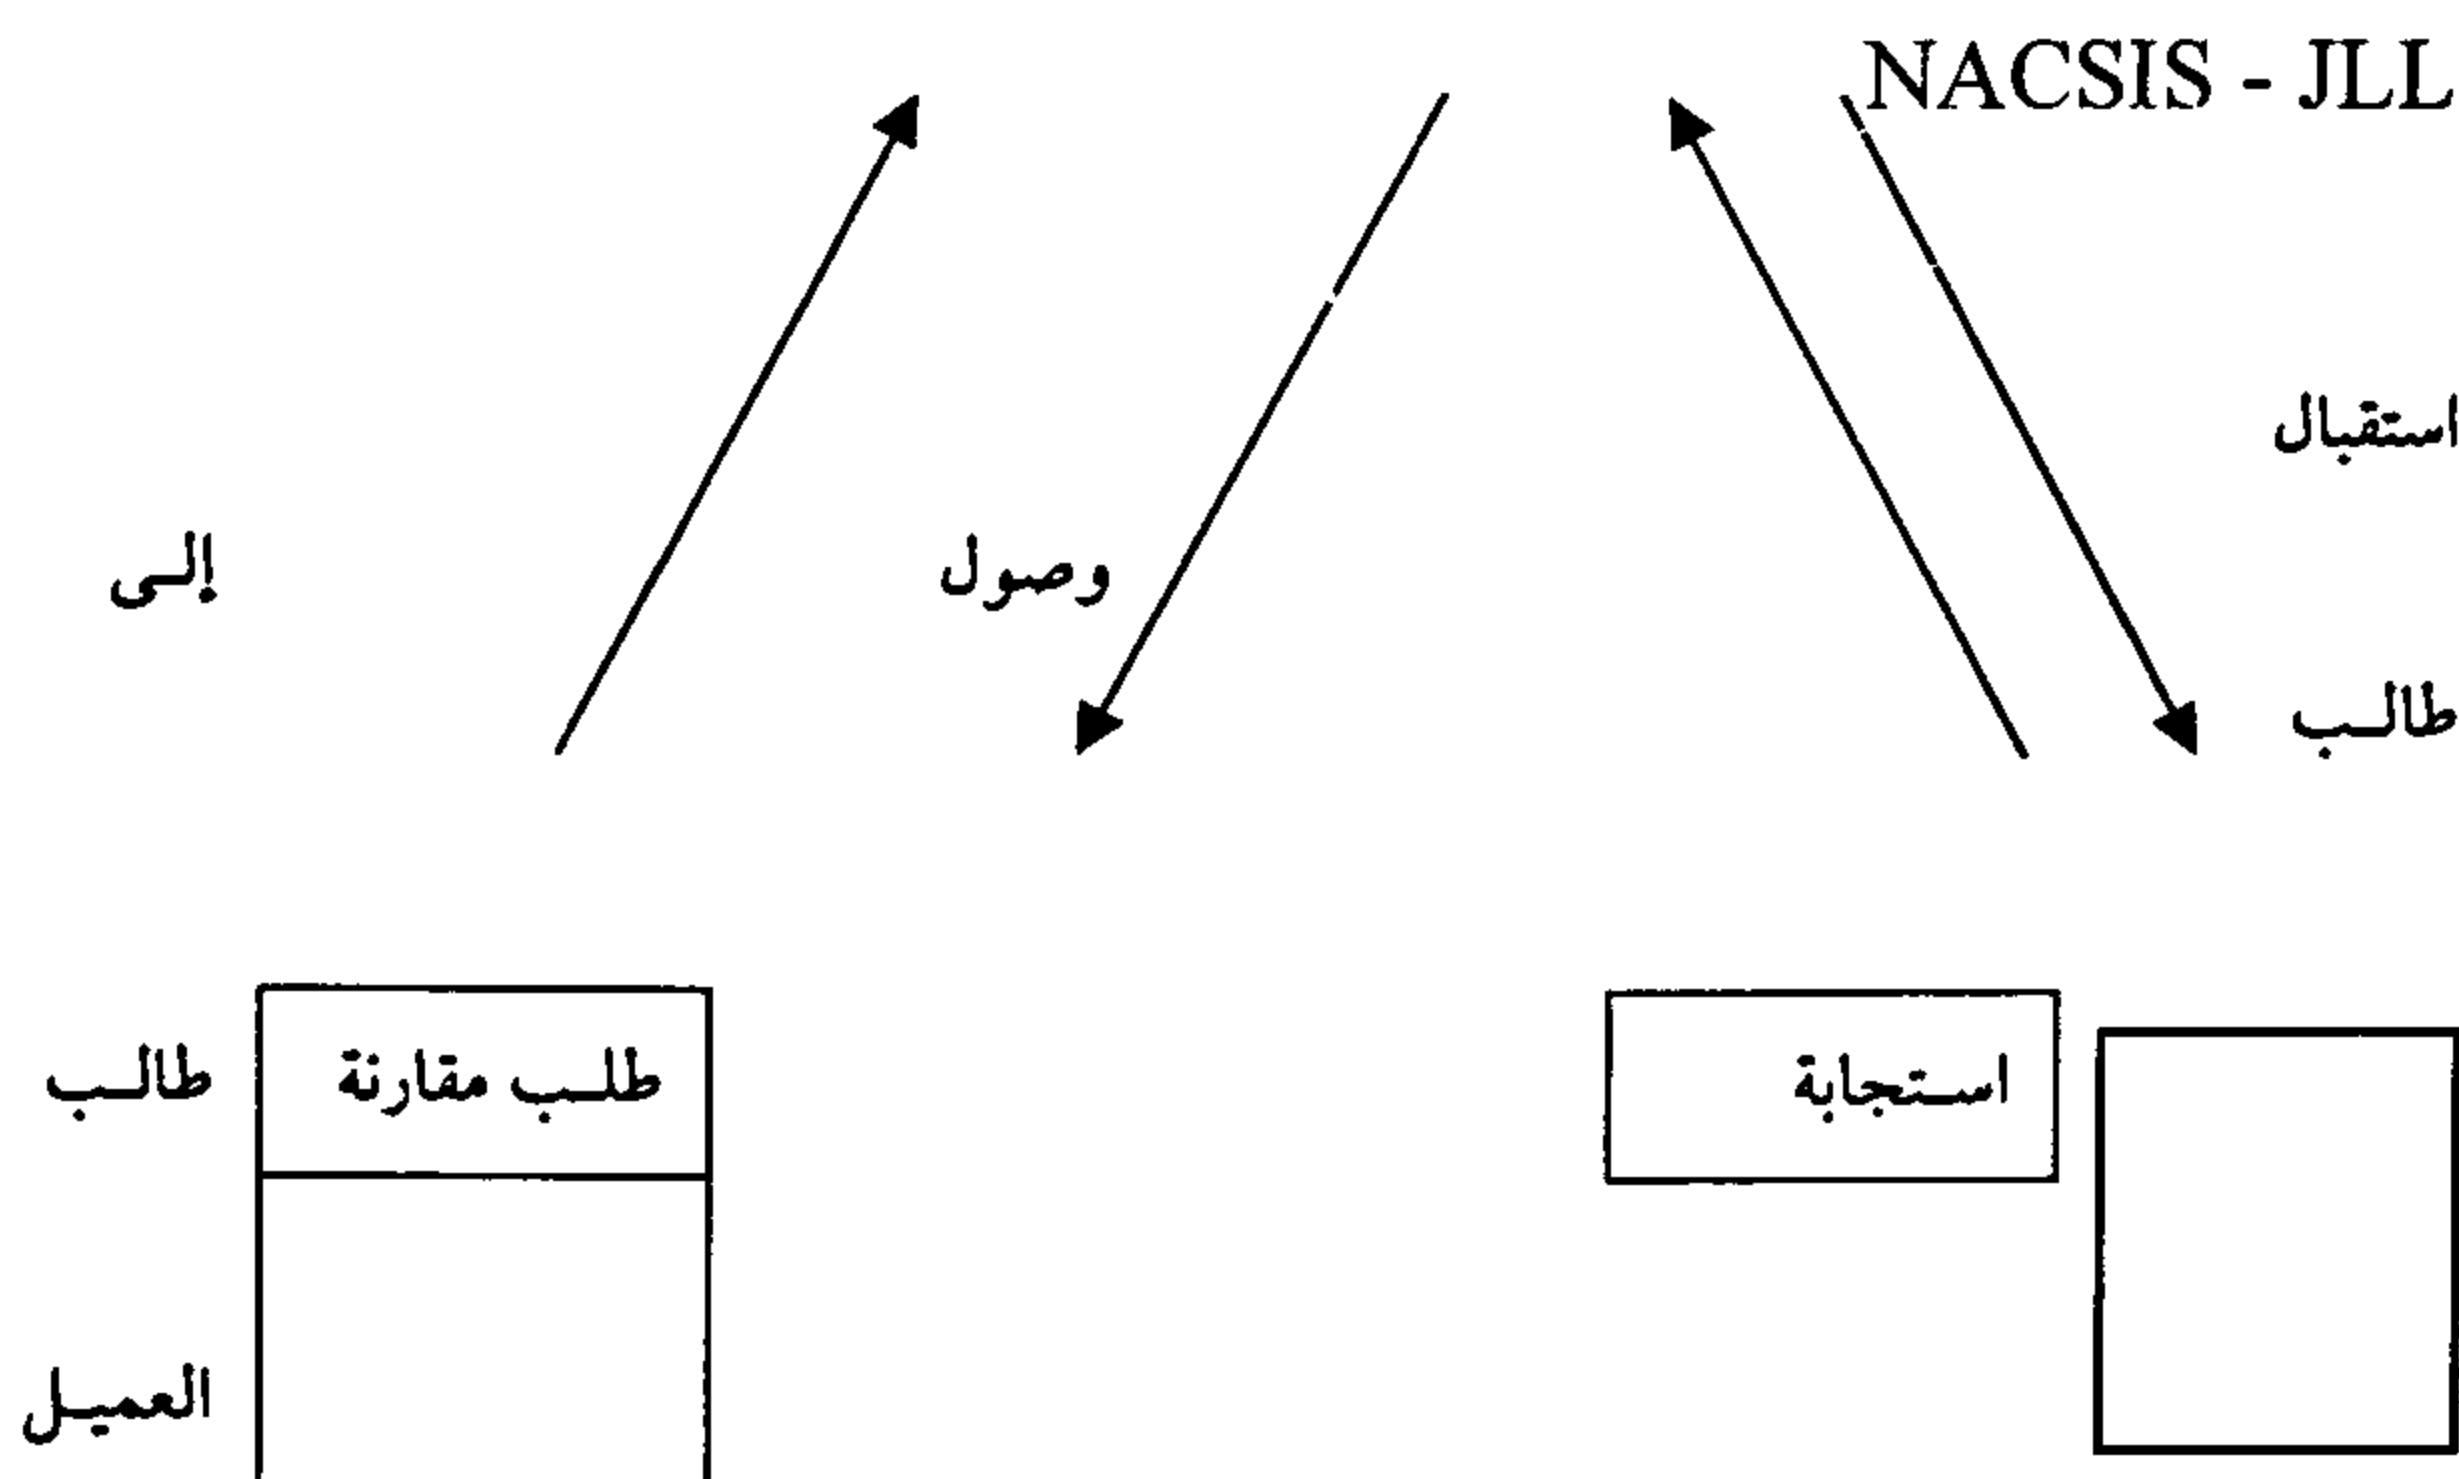 NACSIS - JLL
استقبال
وصول إلى
طالب
استجابة
طلب مقارنة
طالب
العميل